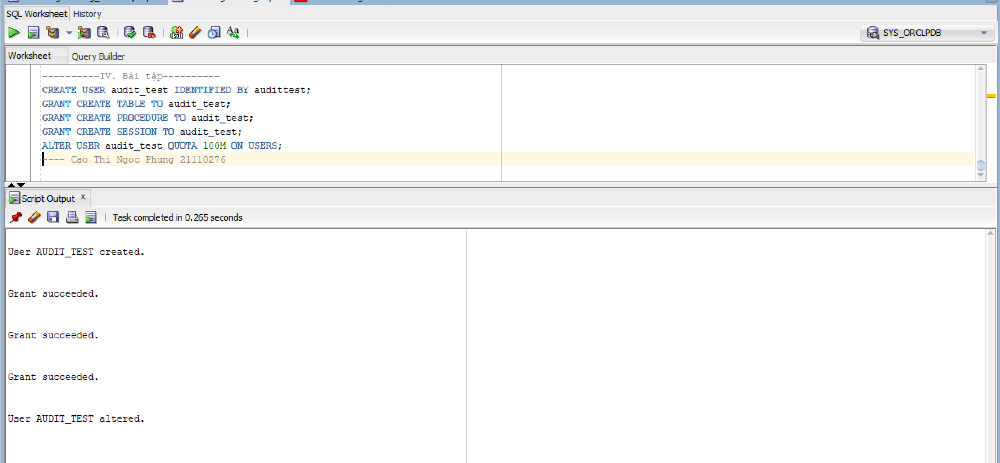 SQL Worksheet History
SYS_ORCLPDB
Worksheet Query Builder
----------IV. Bài tập----------
CREATE USER audit_test IDENTIFIED BY audittest;
GRANT CREATE TABLE TO audit_test;
GRANT CREATE PROCEDURE TO audit_test;
GRANT CREATE SESSION TO audit_test;
ALTER USER audit_test QUOTA 100M ON USERS;
---- Cao Thi Ngoc Phung 21110276
Script Output x
Task completed in 0.265 seconds
User AUDIT_TEST created.
Grant succeeded.
Grant succeeded.
Grant succeeded.
User AUDIT_TEST altered.